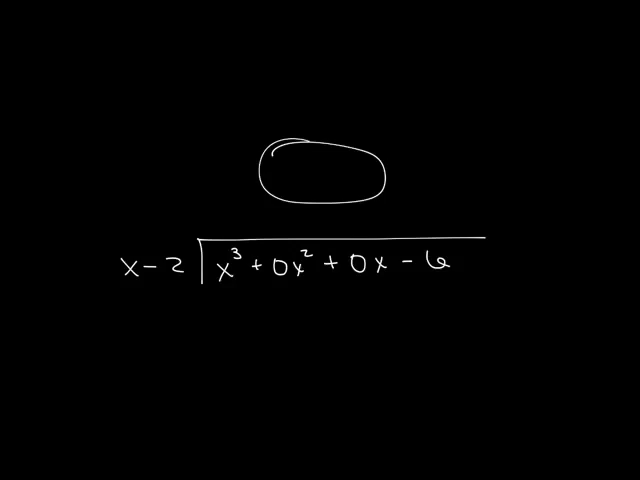 x - 2 | x³ + 0x² + 0x - 6